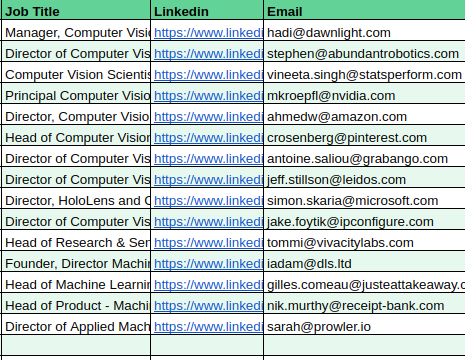 Job Title Linkedin Email
Manager, Computer Visio https://www.linkedi hadi@dawnlight.com
Director of Computer Vis https://www.linkedi stephen@abundantrobotics.com
Computer Vision Scientis https://www.linkedi vineeta.singh@statsperform.com
Principal Computer Visio https://www.linkedi mkroepfl@nvidia.com
Director, Computer Visio https://www.linkedi ahmedw@amazon.com
Head of Computer Vision https://www.linkedi crosenberg@pinterest.com
Director of Computer Vis https://www.linkedi antoine.saliou@grabango.com
Director of Computer Vis https://www.linkedi jeff.stillson@leidos.com
Director, HoloLens and C https://www.linkedi simon.skaria@microsoft.com
Director of Computer Vis https://www.linkedi jake.foytik@ipconfigure.com
Head of Research & Sen https://www.linkedi tommi@vivacitylabs.com
Founder, Director Machin https://www.linkedi iadam@dls.ltd
Head of Machine Learnin https://www.linkedi gilles.comeau@justeattakeaway.c
Head of Product - Machi https://www.linkedi nik.murthy@receipt-bank.com
Director of Applied Mach https://www.linkedi sarah@prowler.io